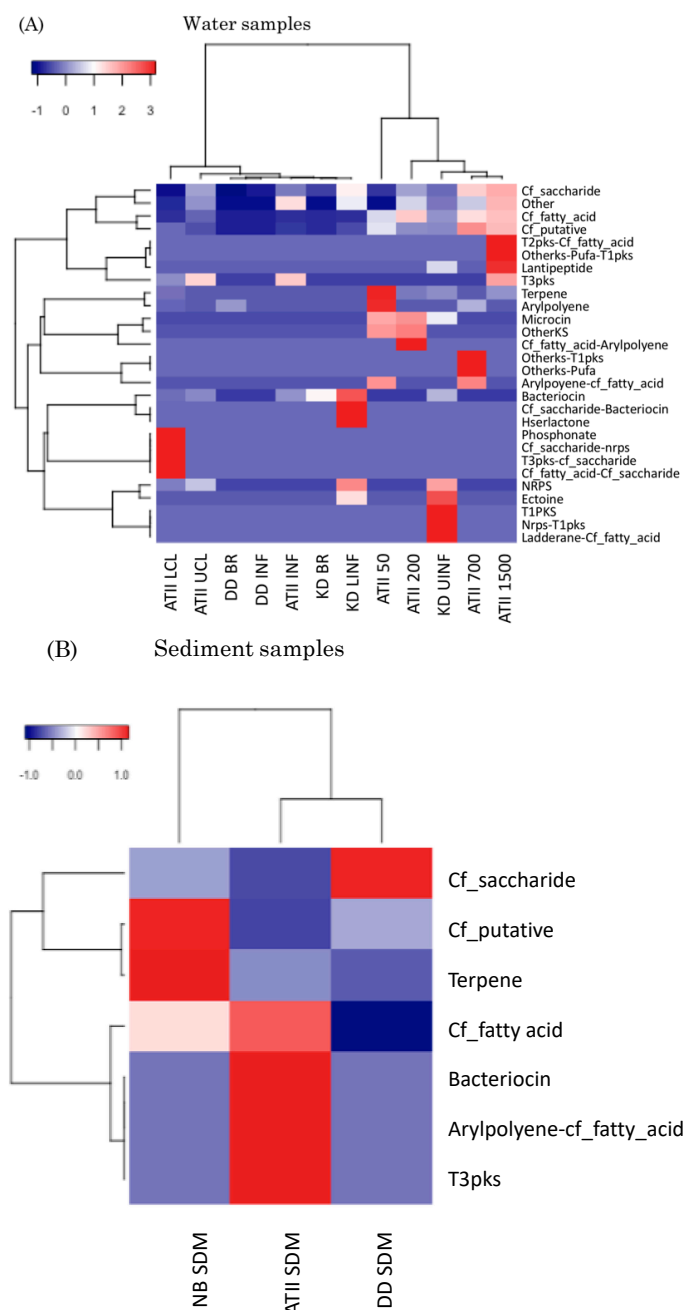 (A) Water samples
-1 0 1 2 3
Cf_saccharide
Other
Cf_fatty_acid
Cf_putative
T2pks-Cf_fatty_acid
Otherks-Pufa-T1pks
Lantipeptide
T3pks
Terpene
Arylpolyene
Microcin
OtherKS
Cf_fatty_acid-Arylpolyene
Otherks-T1pks
Otherks-Pufa
Arylpoyene-cf_fatty_acid
Bacteriocin
Cf_saccharide-Bacteriocin
Hserlactone
Phosphonate
Cf_saccharide-nrps
T3pks-cf_saccharide
Cf_fatty_acid-Cf_saccharide
NRPS
Ectoine
T1PKS
Nrps-T1pks
Ladderane-Cf_fatty_acid
ATII LCL
ATII UCL
DD BR
DD INF
ATII INF
KD BR
KD LINF
ATII 50
ATII 200
KD UINF
ATII 700
ATII 1500
(B) Sediment samples
-1.0 0.0 1.0
Cf_saccharide
Cf_putative
Terpene
Cf_fatty acid
Bacteriocin
Arylpolyene-cf_fatty_acid
T3pks
NB SDM
ATII SDM
DD SDM